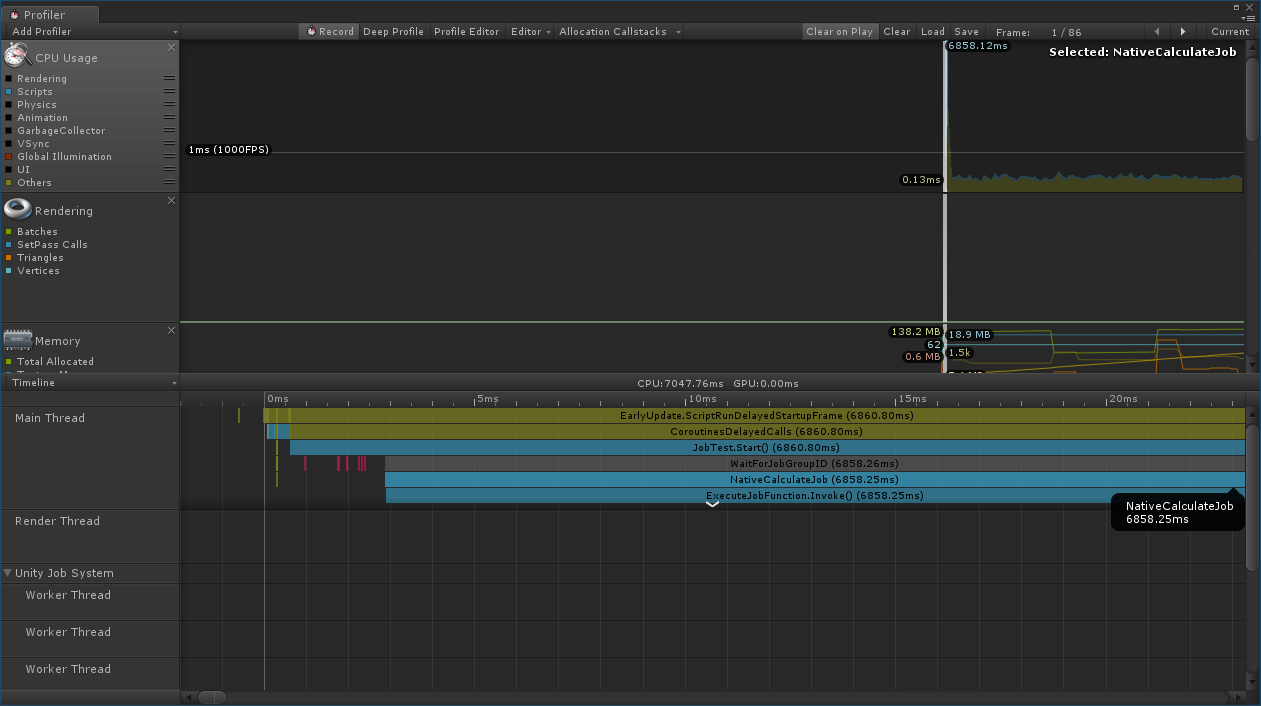 Profiler
Add Profiler Record Deep Profile Profile Editor Editor Allocation Callstacks Clear on Play Clear Load Save Frame: 1 / 86 Current
CPU Usage
Rendering
Scripts
Physics
Animation
GarbageCollector
VSync
Global Illumination
UI
Others
6858.12ms
Selected: NativeCalculateJob
1ms (1000FPS)
0.13ms
Rendering
Batches
SetPass Calls
Triangles
Vertices
Memory
Total Allocated
138.2 MB
18.9 MB
62
1.5k
0.6 MB
Timeline
CPU:7047.76ms GPU:0.00ms
0ms 5ms 10ms 15ms 20ms
Main Thread
EarlyUpdate.ScriptRunDelayedStartupFrame (6860.80ms)
CoroutinesDelayedCalls (6860.80ms)
JobTest.Start() (6860.80ms)
WaitForJobGroupID (6858.26ms)
NativeCalculateJob (6858.25ms)
ExecuteJobFunction.Invoke() (6858.25ms)
NativeCalculateJob
6858.25ms
Render Thread
Unity Job System
Worker Thread
Worker Thread
Worker Thread